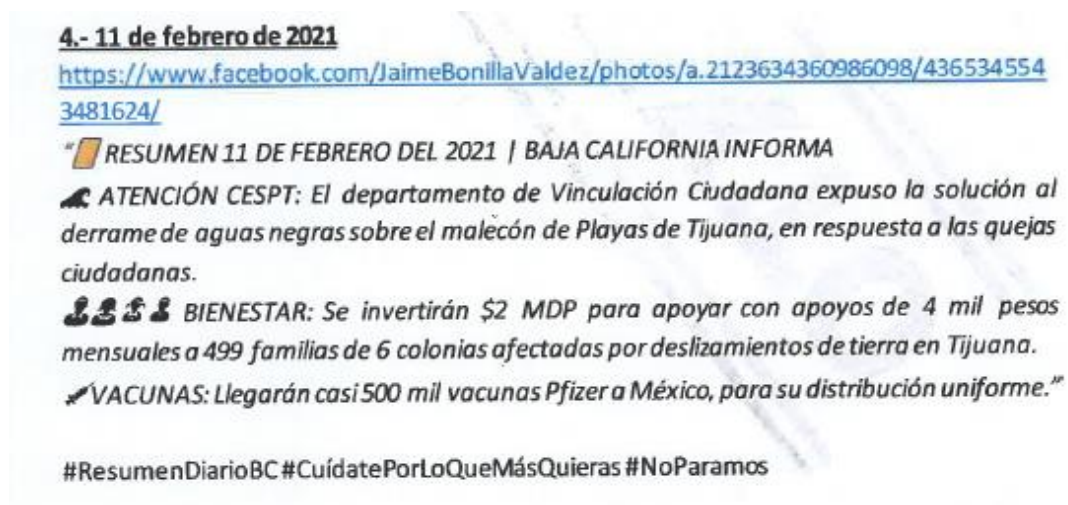 4.- 11 de febrero de 2021
https://www.facebook.com/JaimeBonillaValdez/photos/a.2123634360986098/436534554
3481624/
"📙RESUMEN 11 DE FEBRERO DEL 2021 | BAJA CALIFORNIA INFORMA
🌊 ATENCIÓN CESPT: El departamento de Vinculación Ciudadana expuso la solución al
derrame de aguas negras sobre el malecón de Playas de Tijuana, en respuesta a las quejas
ciudadanas.
BIENESTAR: Se invertirán $2 MDP para apoyar con apoyos de 4 mil pesos
mensuales a 499 familias de 6 colonias afectadas por deslizamientos de tierra en Tijuana.
💉VACUNAS: Llegarán casi 500 mil vacunas Pfizer a México, para su distribución uniforme."
#ResumenDiarioBC #CuídatePorLoQueMásQuieras #NoParamos